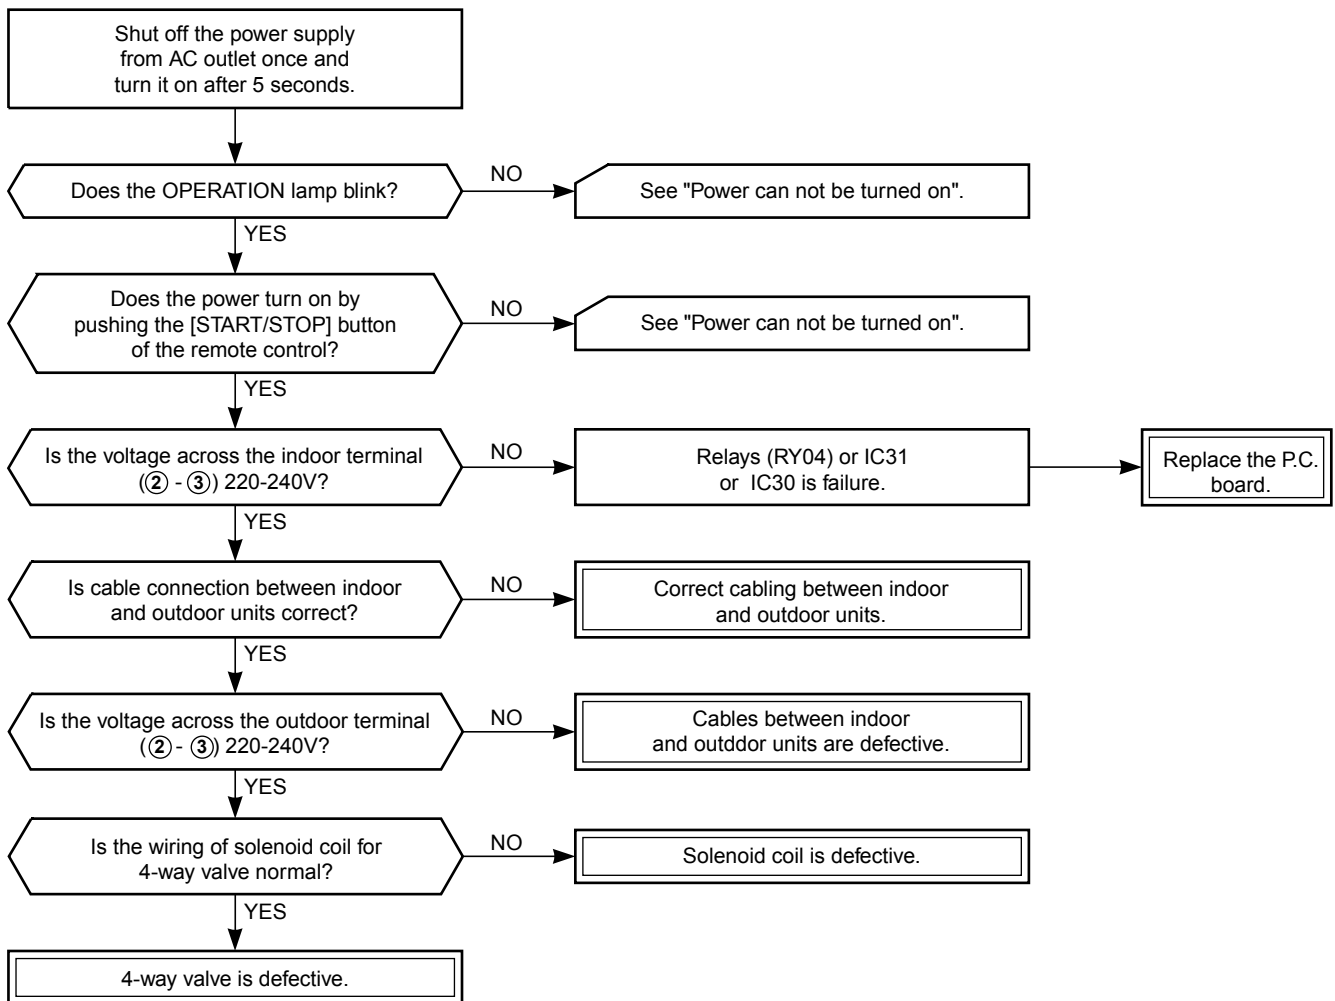 Shut off the power supply
from AC outlet once and
turn it on after 5 seconds.
Does the OPERATION lamp blink?
NO
See "Power can not be turned on".
YES
Does the power turn on by
pushing the [START/STOP] button
of the remote control?
NO
See "Power can not be turned on".
YES
Is the voltage across the indoor terminal
(② - ③) 220-240V?
NO
Relays (RY04) or IC31
or IC30 is failure.
Replace the P.C.
board.
YES
Is cable connection between indoor
and outdoor units correct?
NO
Correct cabling between indoor
and outdoor units.
YES
Is the voltage across the outdoor terminal
(② - ③) 220-240V?
NO
Cables between indoor
and outddor units are defective.
YES
Is the wiring of solenoid coil for
4-way valve normal?
NO
Solenoid coil is defective.
YES
4-way valve is defective.